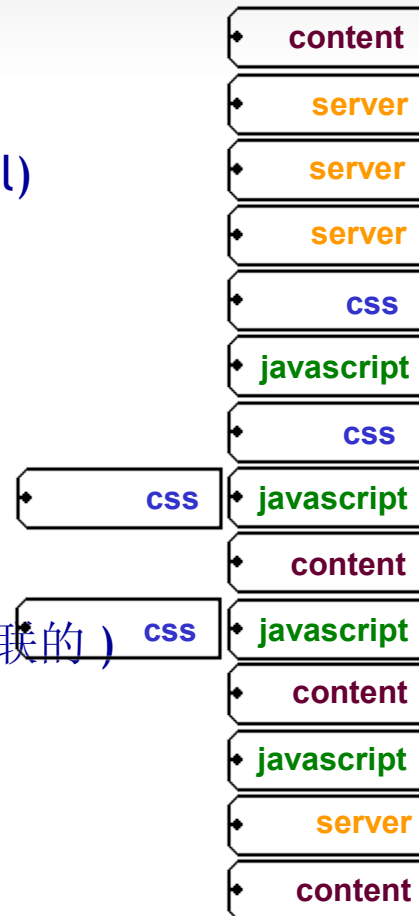 content
server
l) server
server
css
javascript
css
css javascript
content
联的 ) css javascript
content
javascript
server
content